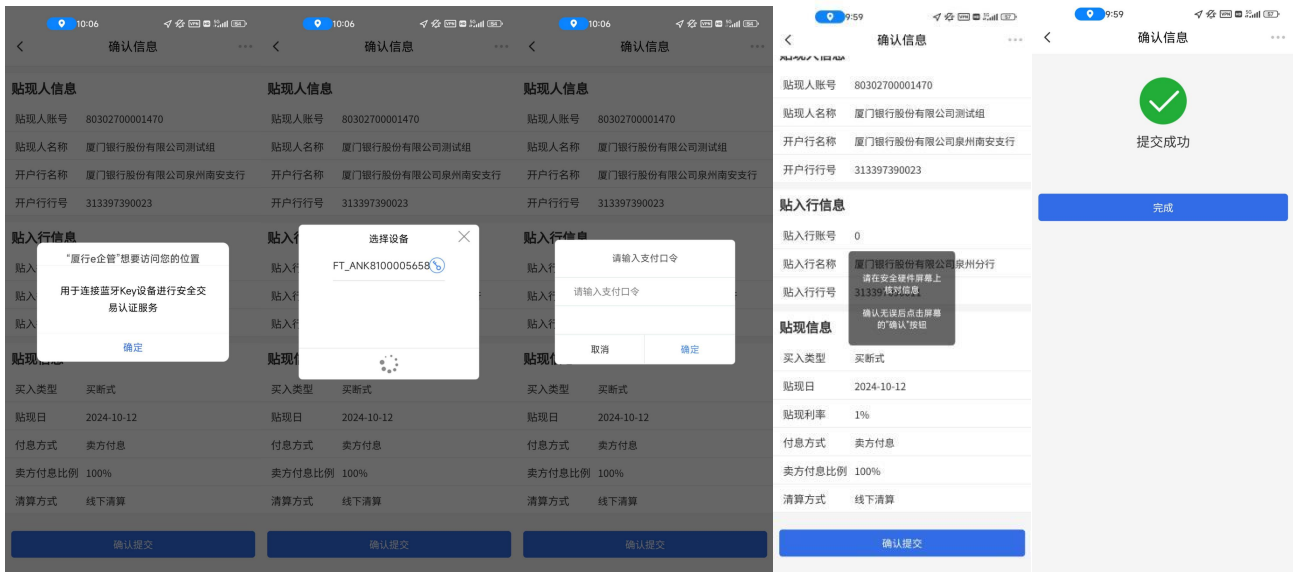 10:06
确认信息
贴现人信息
贴现人账号 80302700001470
贴现人名称 厦门银行股份有限公司测试组
开户行名称 厦门银行股份有限公司泉州南安支行
开户行行号 313397390023
贴入行信息
“厦行e企管”想要访问您的位置
用于连接蓝牙Key设备进行安全交
易认证服务
确定
贴入
贴入
贴入
买入类型 买断式
贴现日 2024-10-12
付息方式 卖方付息
卖方付息比例 100%
清算方式 线下清算
确认提交
10:06
确认信息
贴现人信息
贴现人账号 80302700001470
贴现人名称 厦门银行股份有限公司测试组
开户行名称 厦门银行股份有限公司泉州南安支行
开户行行号 313397390023
选择设备
FT_ANK8100005658
买入类型 买断式
贴现日 2024-10-12
付息方式 卖方付息
卖方付息比例 100%
清算方式 线下清算
确认提交
10:06
确认信息
贴现人信息
贴现人账号 80302700001470
贴现人名称 厦门银行股份有限公司测试组
开户行名称 厦门银行股份有限公司泉州南安支行
开户行行号 313397390023
贴入行信息
请输入支付口令
请输入支付口令
取消 确定
买入类型 买断式
贴现日 2024-10-12
付息方式 卖方付息
卖方付息比例 100%
清算方式 线下清算
确认提交
9:59
确认信息
贴现人信息
贴现人账号 80302700001470
贴现人名称 厦门银行股份有限公司测试组
开户行名称 厦门银行股份有限公司泉州南安支行
开户行行号 313397390023
贴入行信息
贴入行账号 0
贴入行名称 厦门银行股份有限公司泉州分行
贴入行行号
请在安全硬件屏幕上
核对信息
确认无误后点击屏幕
的“确认”按钮
贴现信息
买入类型 买断式
贴现日 2024-10-12
贴现利率 1%
付息方式 卖方付息
卖方付息比例 100%
清算方式 线下清算
确认提交
9:59
确认信息
提交成功
完成